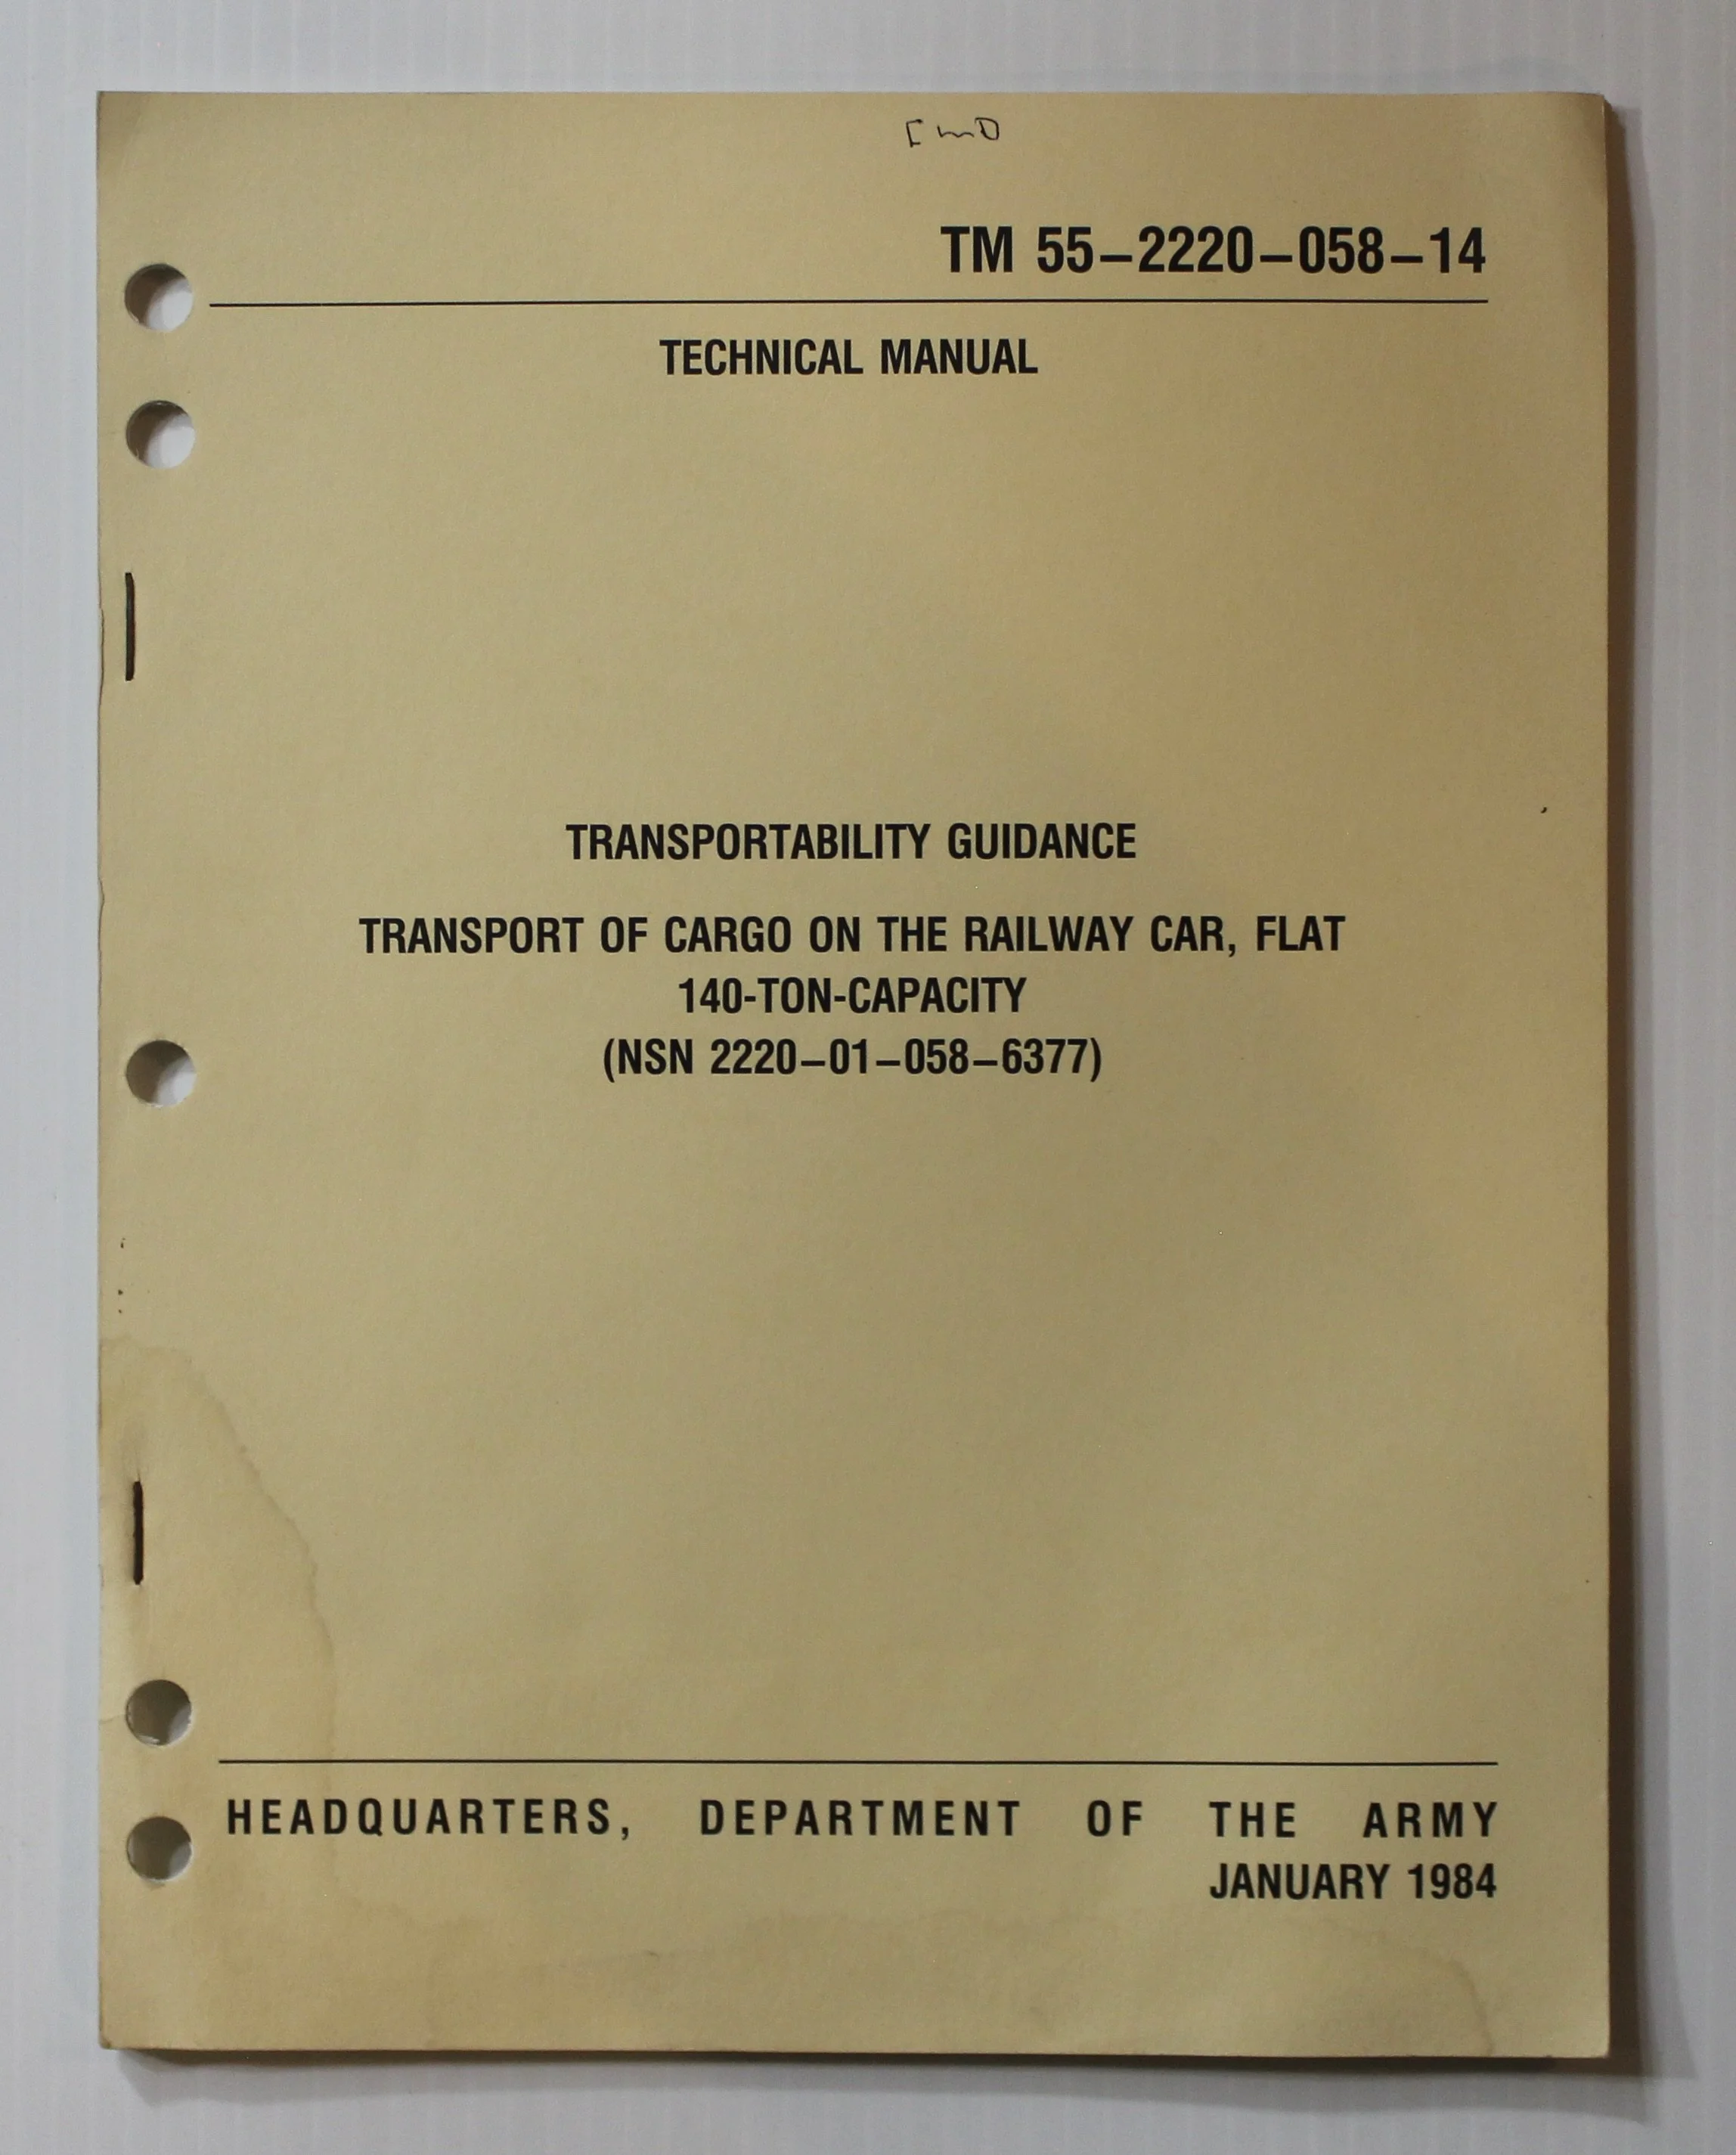 TM 55–2220–058–14
TECHNICAL MANUAL
TRANSPORTABILITY GUIDANCE
TRANSPORT OF CARGO ON THE RAILWAY CAR, FLAT
140-TON-CAPACITY
(NSN 2220–01–058–6377)
HEADQUARTERS, DEPARTMENT OF THE ARMY
JANUARY 1984